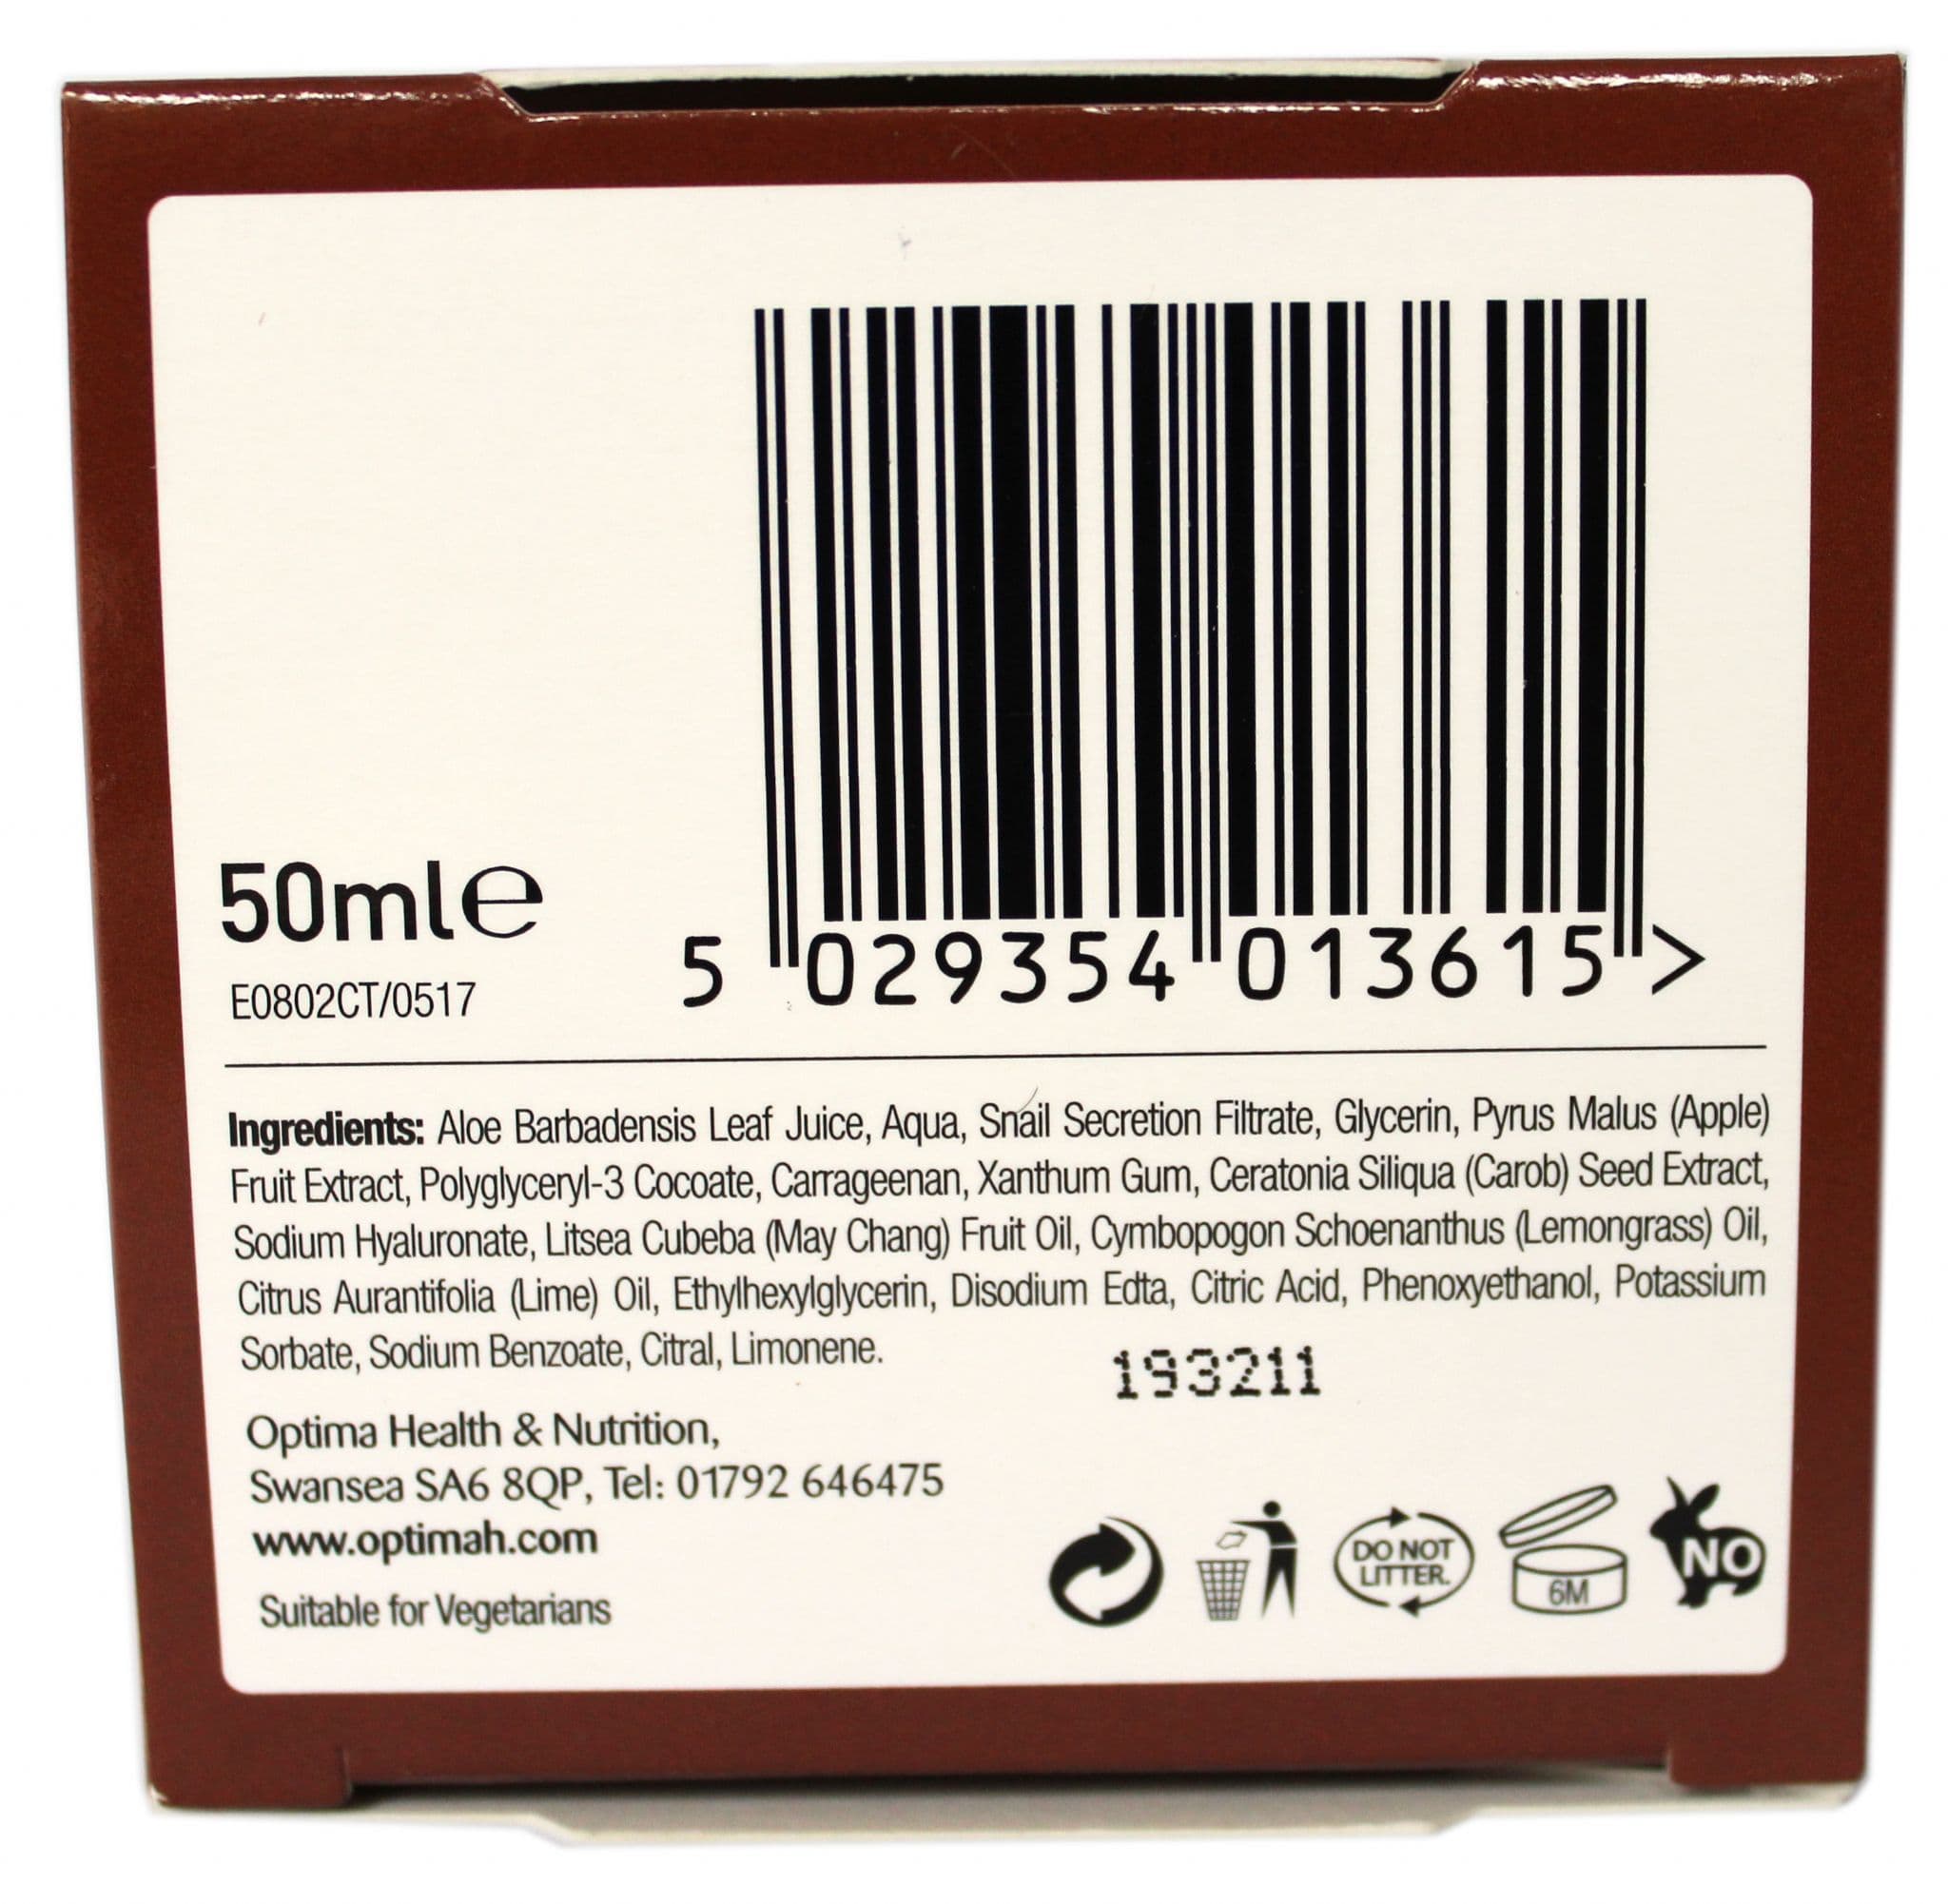 50ml℮
E0802CT/0517
5 029354 013615 >
Ingredients: Aloe Barbadensis Leaf Juice, Aqua, Snail Secretion Filtrate, Glycerin, Pyrus Malus (Apple)
Fruit Extract, Polyglyceryl-3 Cocoate, Carrageenan, Xanthum Gum, Ceratonia Siliqua (Carob) Seed Extract,
Sodium Hyaluronate, Litsea Cubeba (May Chang) Fruit Oil, Cymbopogon Schoenanthus (Lemongrass) Oil,
Citrus Aurantifolia (Lime) Oil, Ethylhexylglycerin, Disodium Edta, Citric Acid, Phenoxyethanol, Potassium
Sorbate, Sodium Benzoate, Citral, Limonene.
193211
Optima Health & Nutrition,
Swansea SA6 8QP, Tel: 01792 646475
www.optimah.com
Suitable for Vegetarians
DO NOT
LITTER.
6M
NO